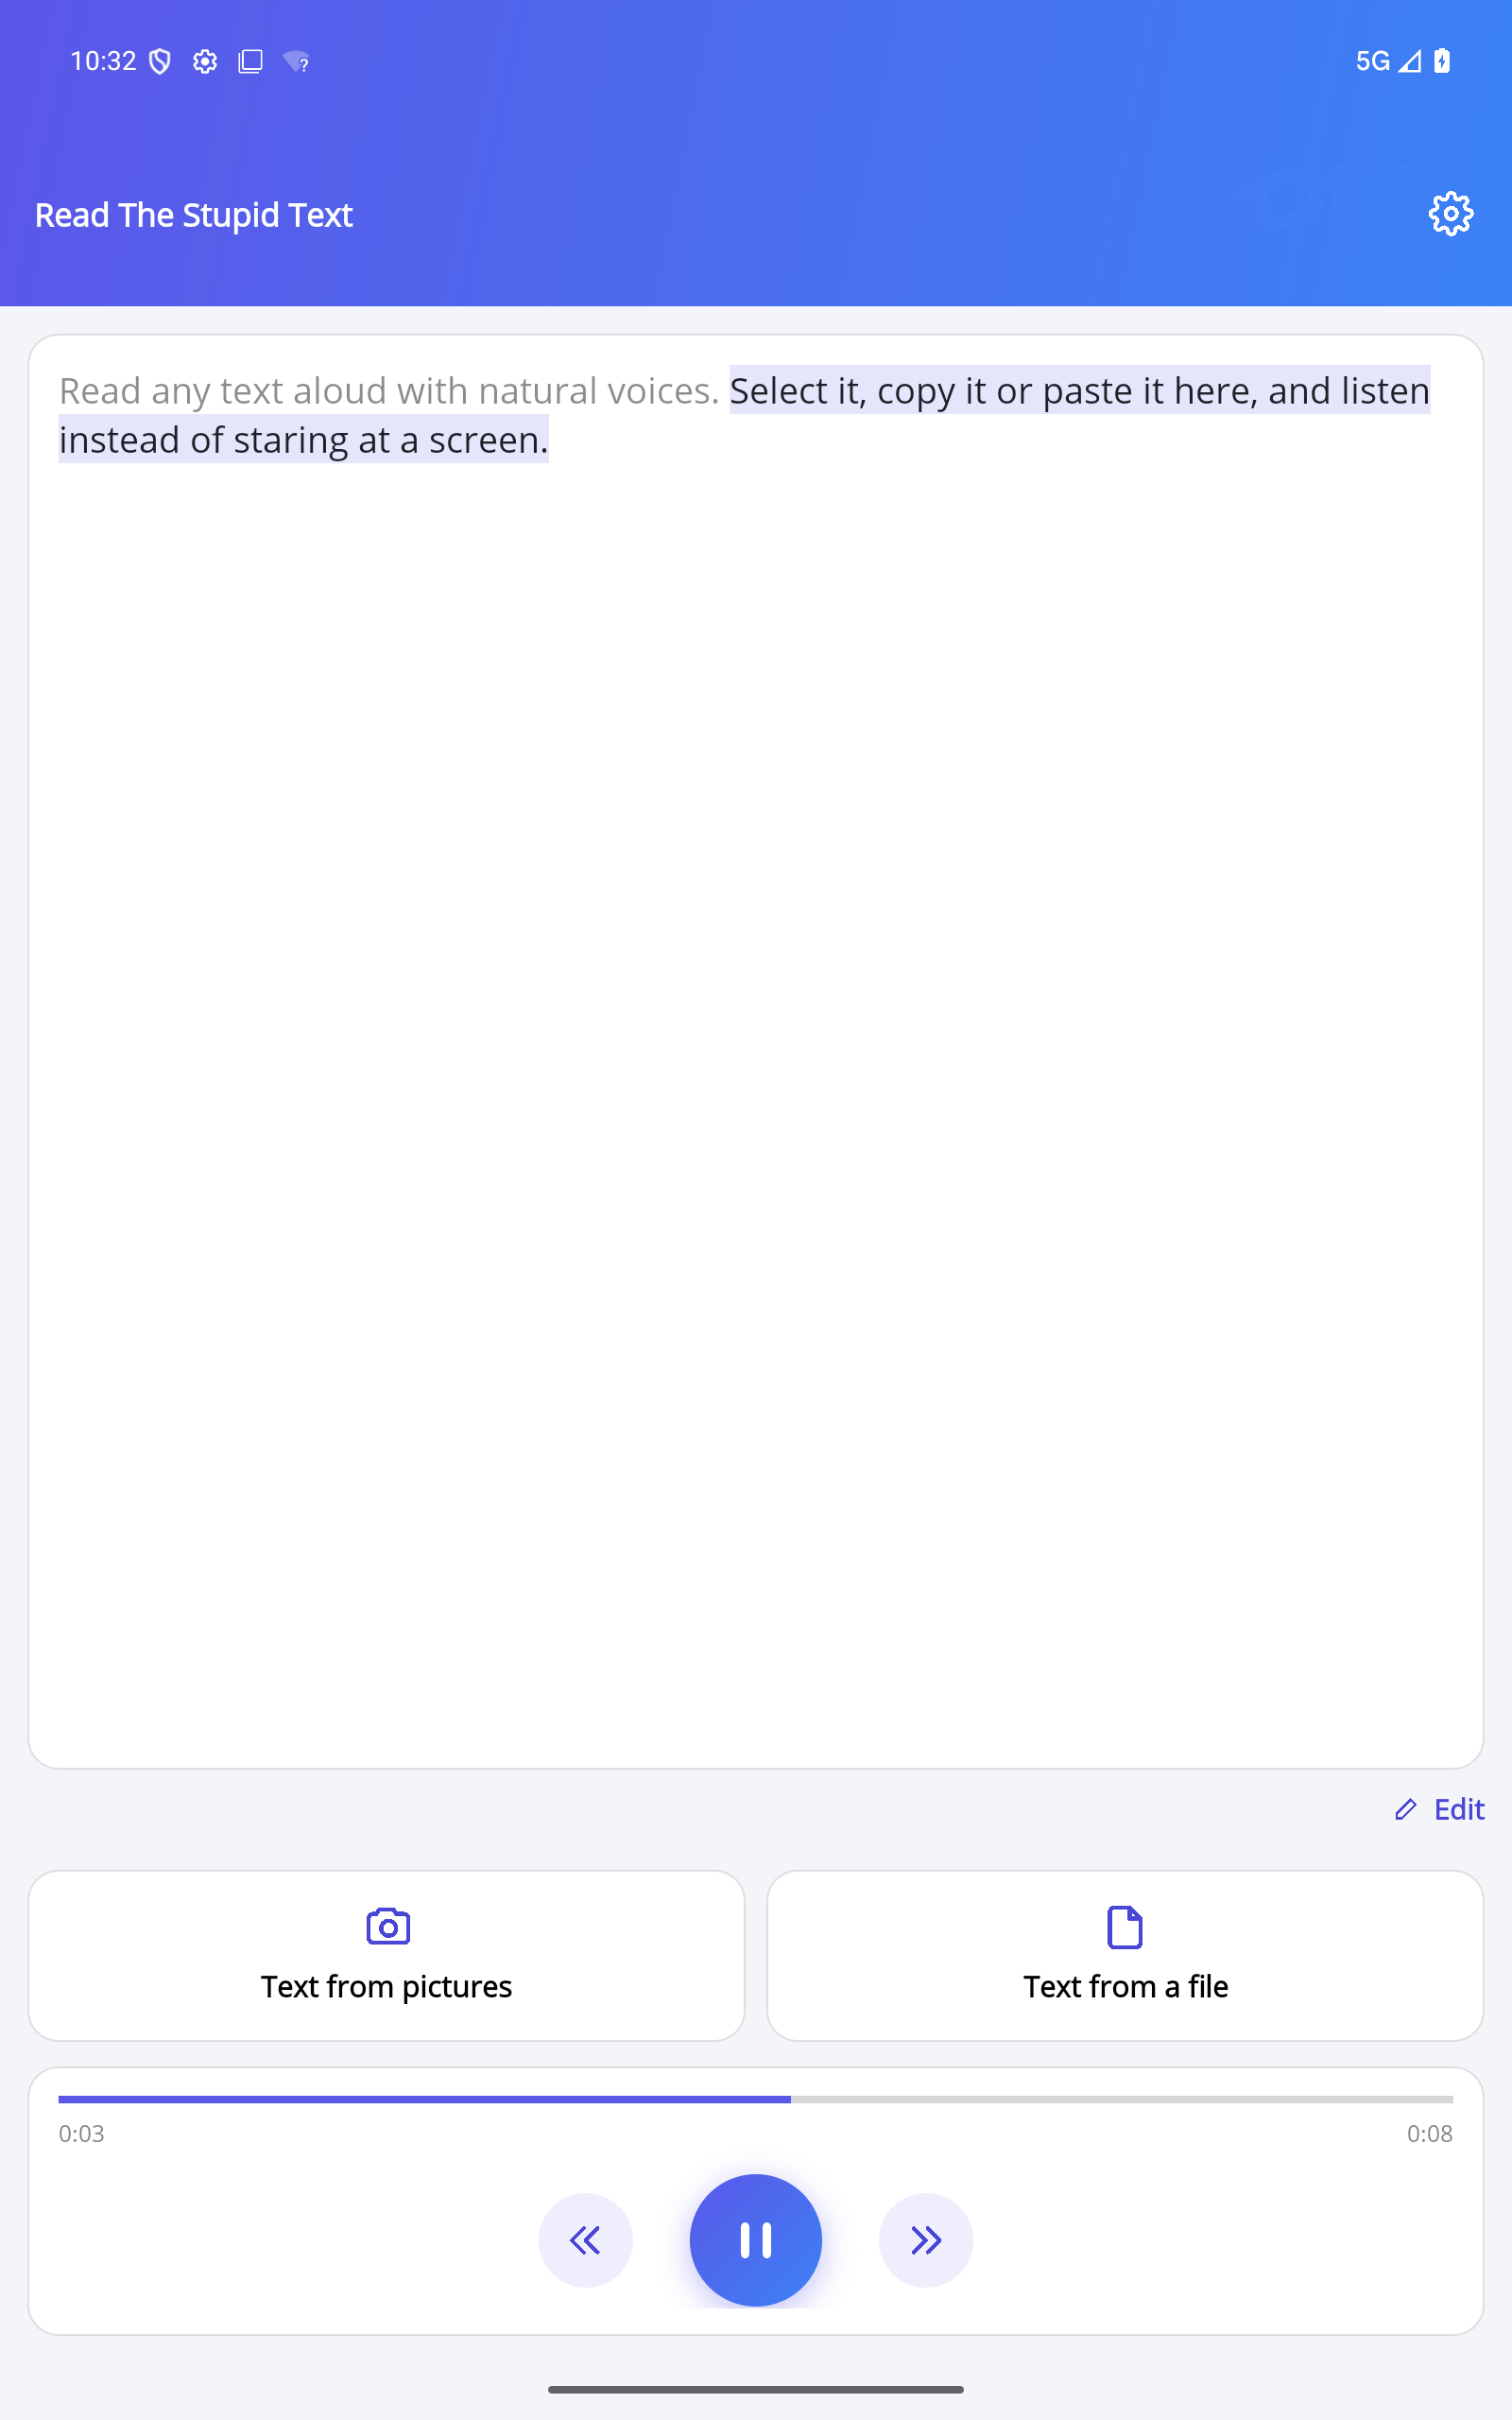 10:32
5G
Read The Stupid Text
Read any text aloud with natural voices. Select it, copy it or paste it here, and listen
instead of staring at a screen.
Edit
Text from pictures
Text from a file
0:03
0:08